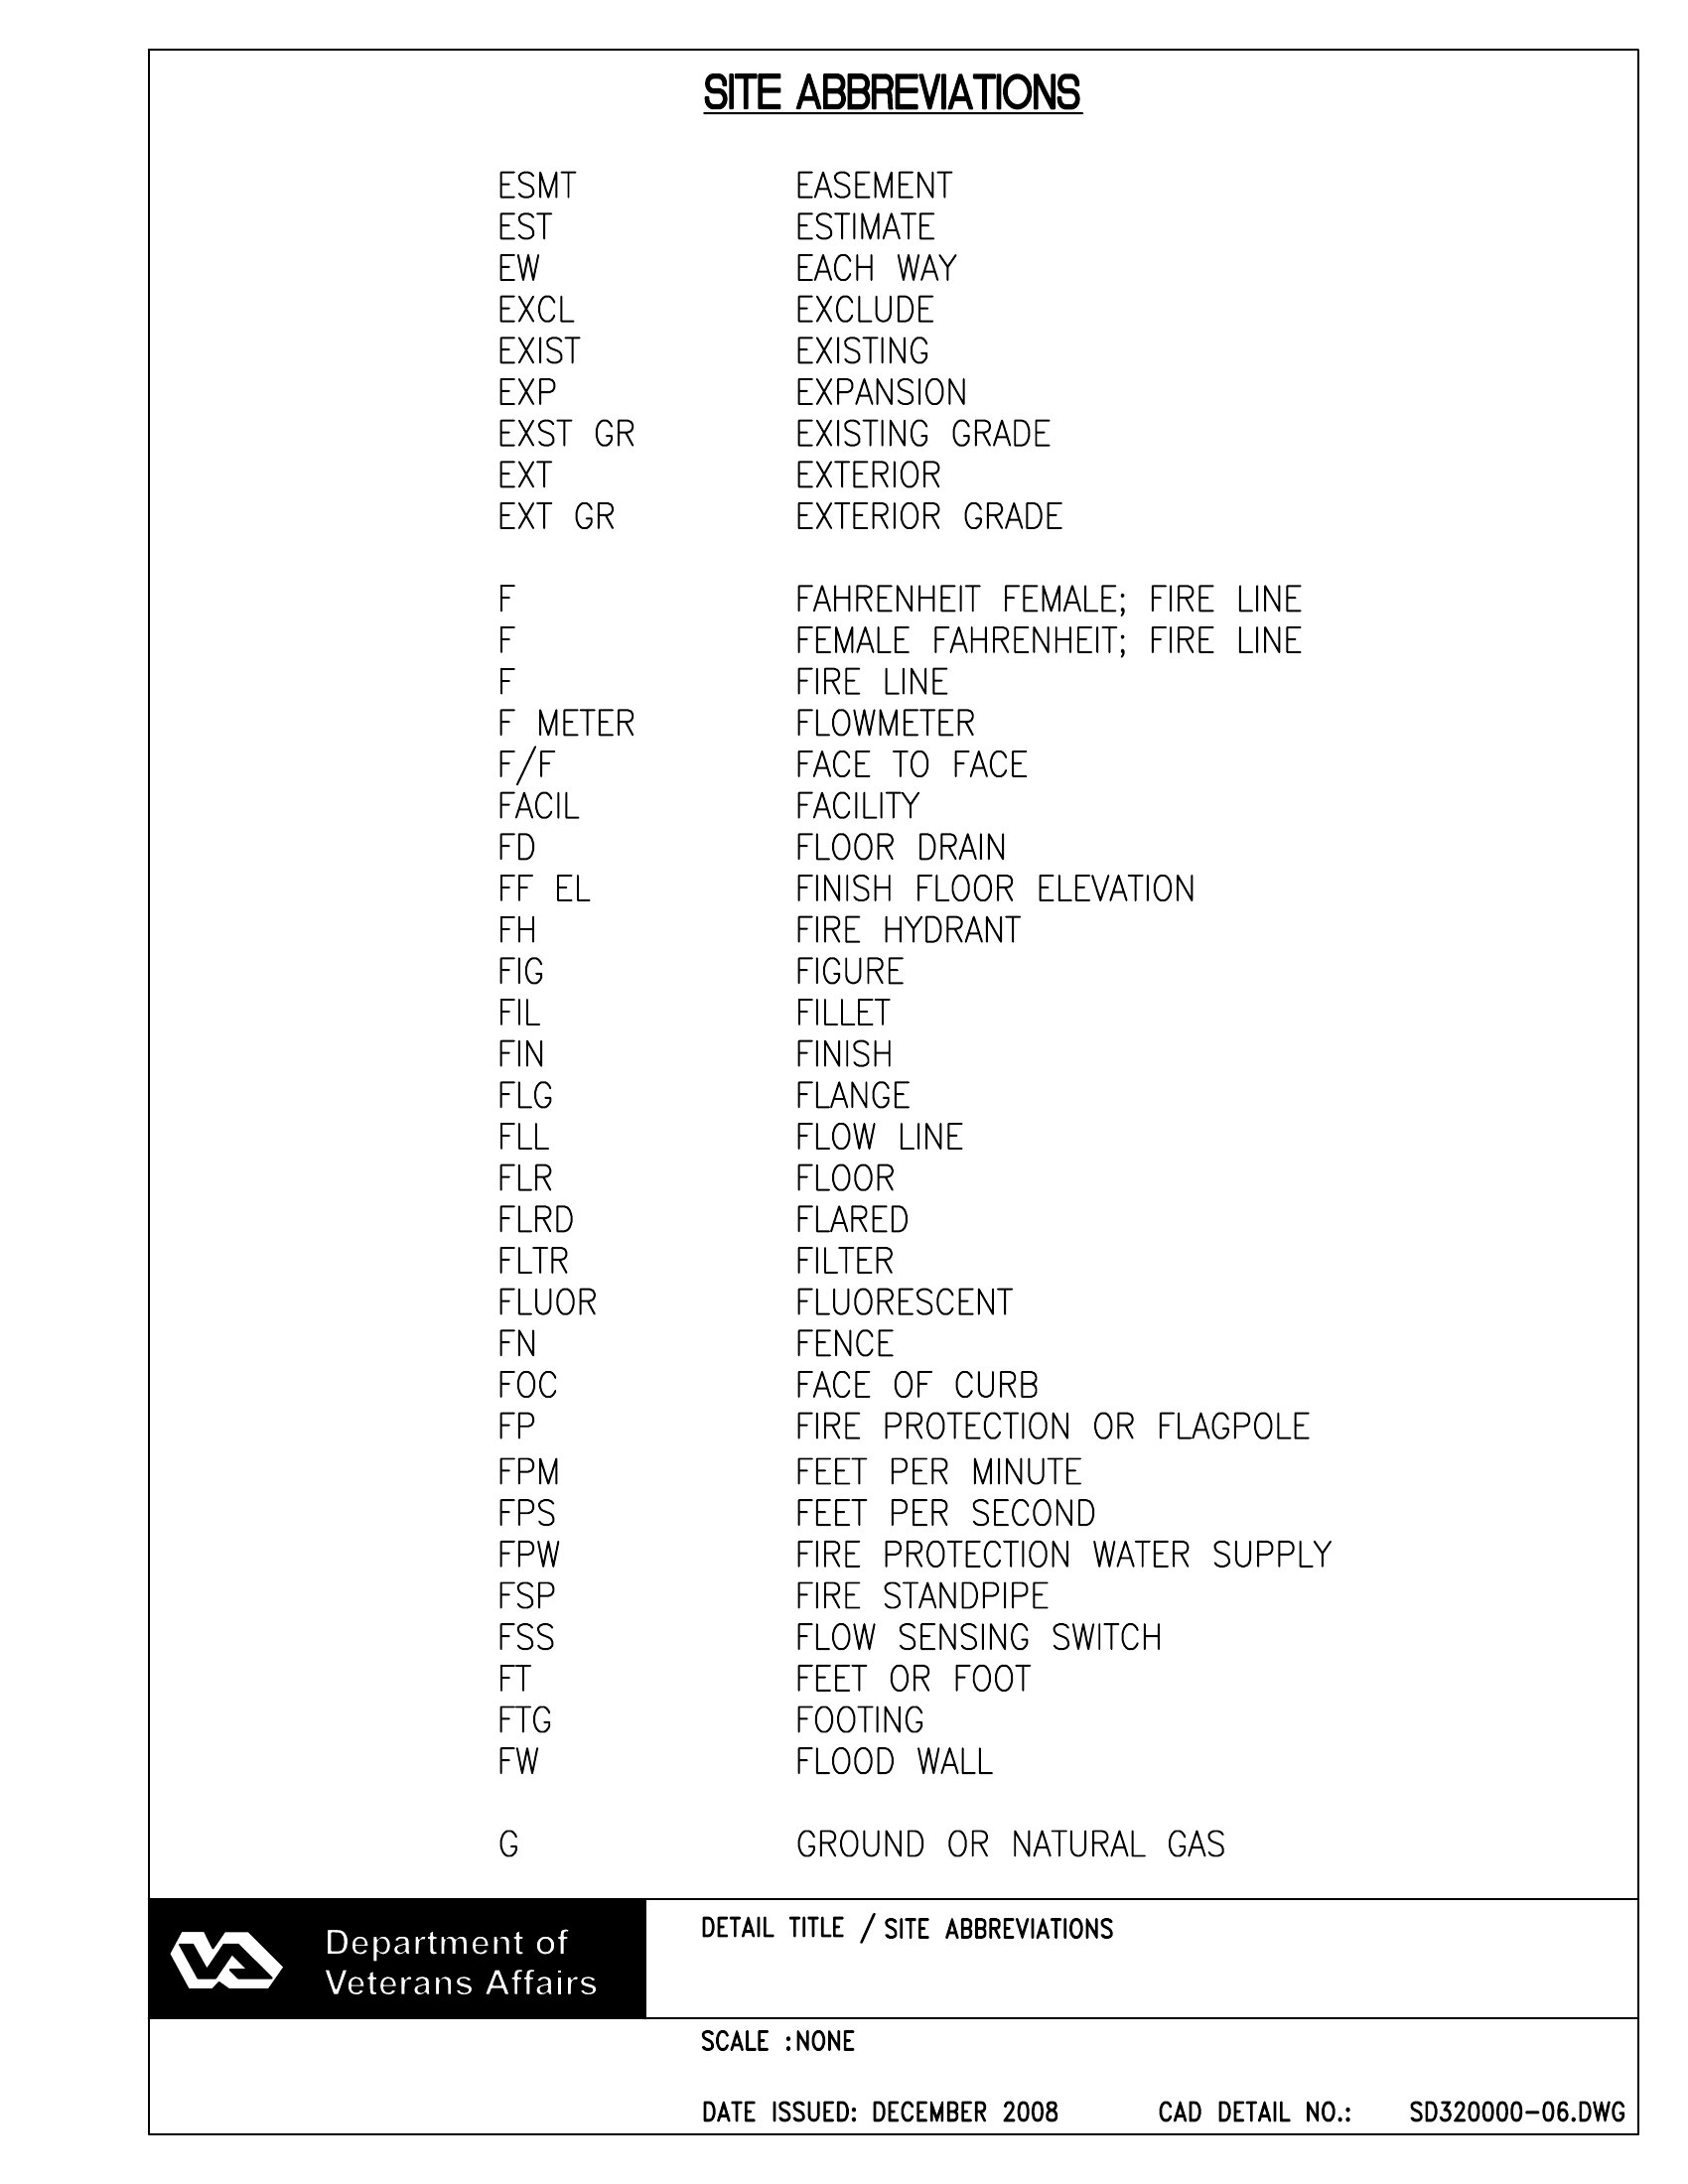 SITE ABBREVIATIONS
ESMT EASEMENT
EST ESTIMATE
EW EACH WAY
EXCL EXCLUDE
EXIST EXISTING
EXP EXPANSION
EXST GR EXISTING GRADE
EXT EXTERIOR
EXT GR EXTERIOR GRADE
F FAHRENHEIT FEMALE; FIRE LINE
F FEMALE FAHRENHEIT; FIRE LINE
F FIRE LINE
F METER FLOWMETER
F/F FACE TO FACE
FACIL FACILITY
FD FLOOR DRAIN
FF EL FINISH FLOOR ELEVATION
FH FIRE HYDRANT
FIG FIGURE
FIL FILLET
FIN FINISH
FLG FLANGE
FLL FLOW LINE
FLR FLOOR
FLRD FLARED
FLTR FILTER
FLUOR FLUORESCENT
FN FENCE
FOC FACE OF CURB
FP FIRE PROTECTION OR FLAGPOLE
FPM FEET PER MINUTE
FPS FEET PER SECOND
FPW FIRE PROTECTION WATER SUPPLY
FSP FIRE STANDPIPE
FSS FLOW SENSING SWITCH
FT FEET OR FOOT
FTG FOOTING
FW FLOOD WALL
G GROUND OR NATURAL GAS
VA
Department of
Veterans Affairs
DETAIL TITLE / SITE ABBREVIATIONS
SCALE :NONE
DATE ISSUED: DECEMBER 2008 CAD DETAIL NO.: SD320000-06.DWG